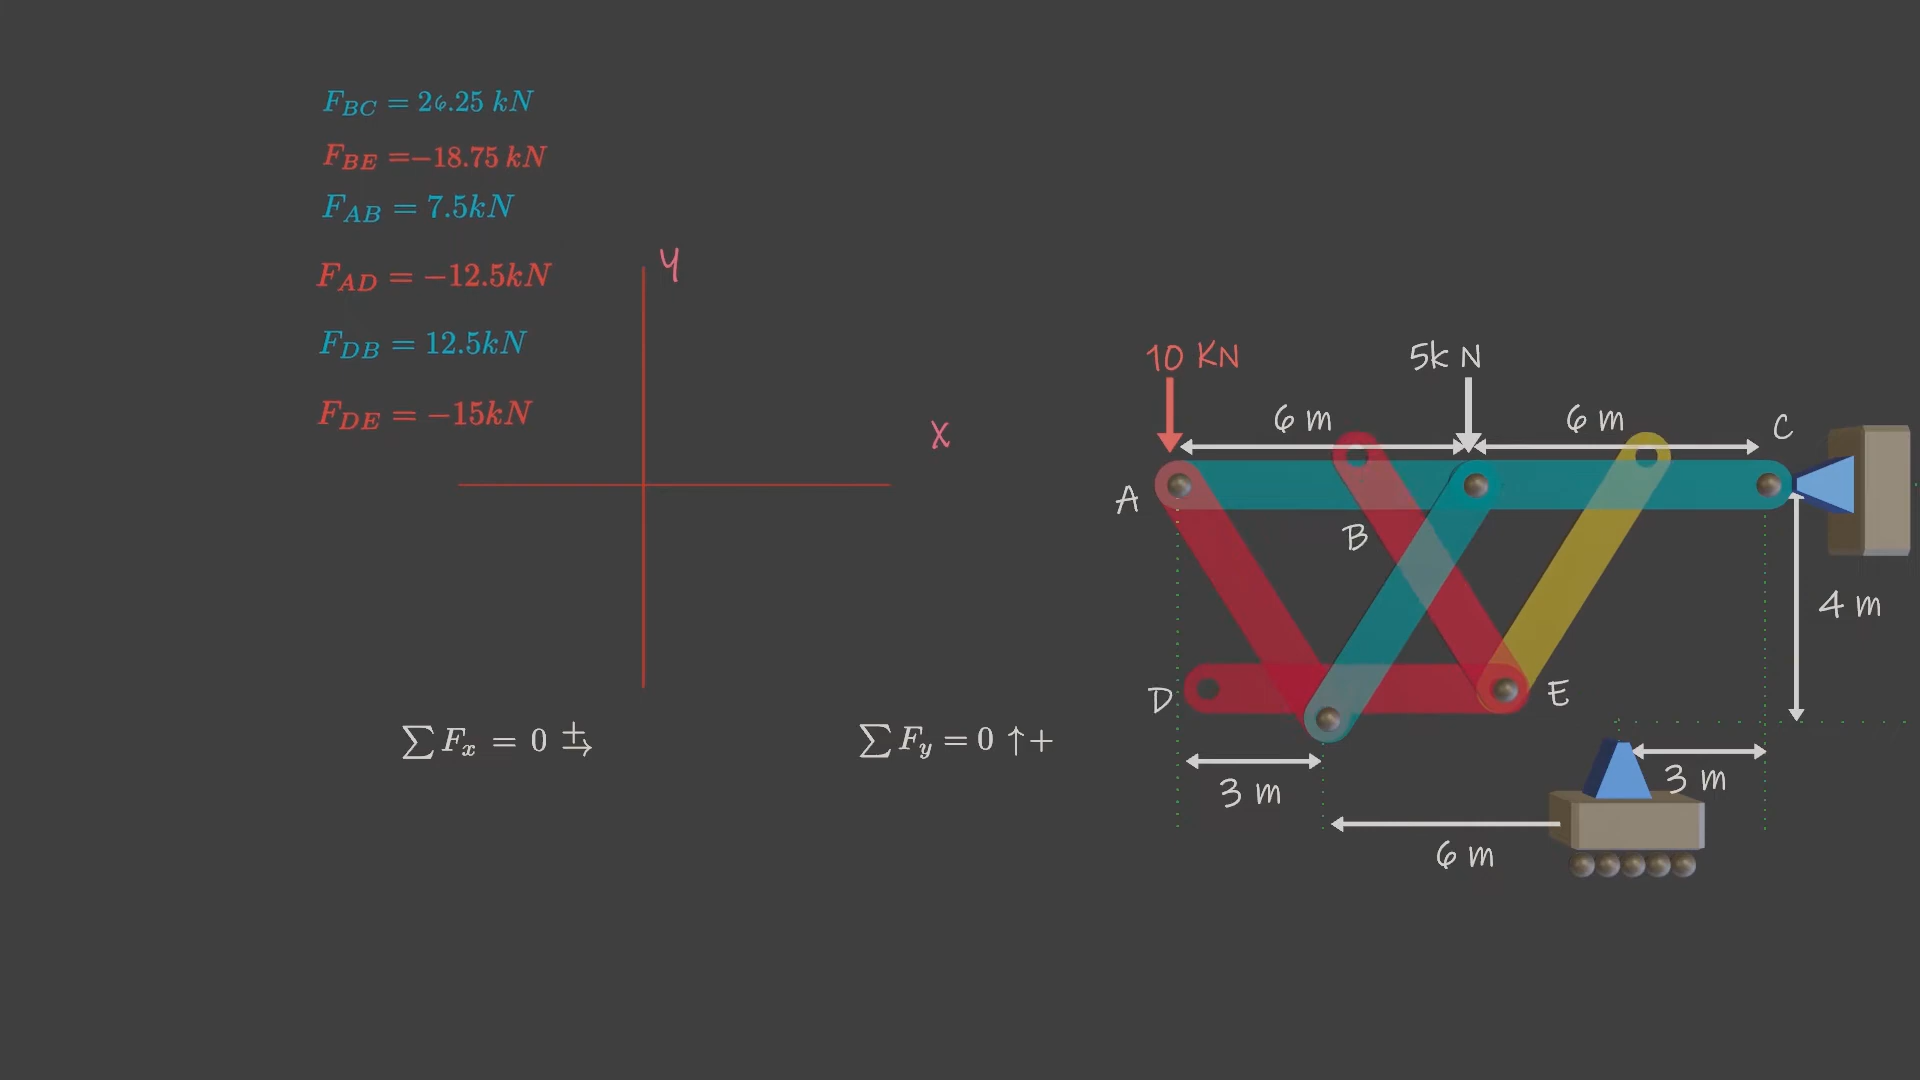 F_BC = 26.25 kN
F_BE =−18.75 kN
F_AB = 7.5kN
F_AD = −12.5kN
F_DB = 12.5kN
F_DE = −15kN
y
x
∑ F_x = 0 +→
∑ F_y = 0 ↑+
10 KN
5k N
6 m
6 m
C
A
B
4 m
D
E
3 m
3 m
6 m